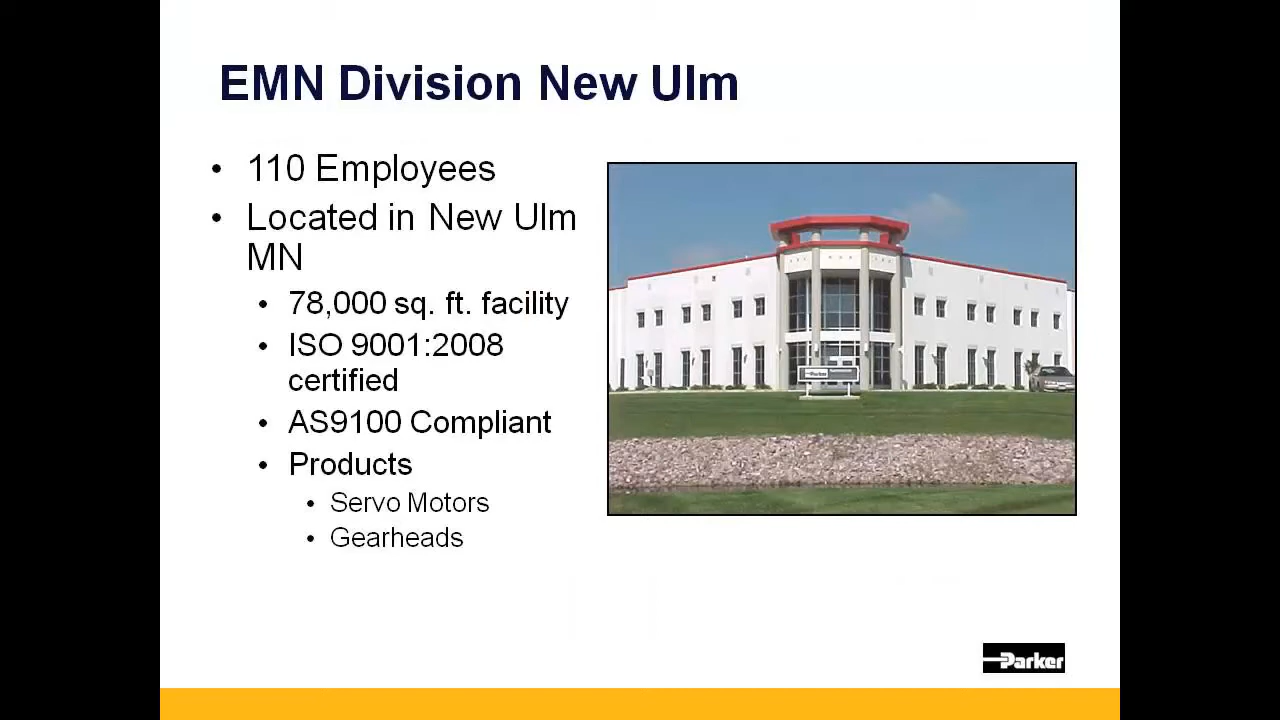 EMN Division New Ulm
• 110 Employees
• Located in New Ulm
MN
• 78,000 sq. ft. facility
• ISO 9001:2008
certified
• AS9100 Compliant
• Products
• Servo Motors
• Gearheads
Parker
Parker